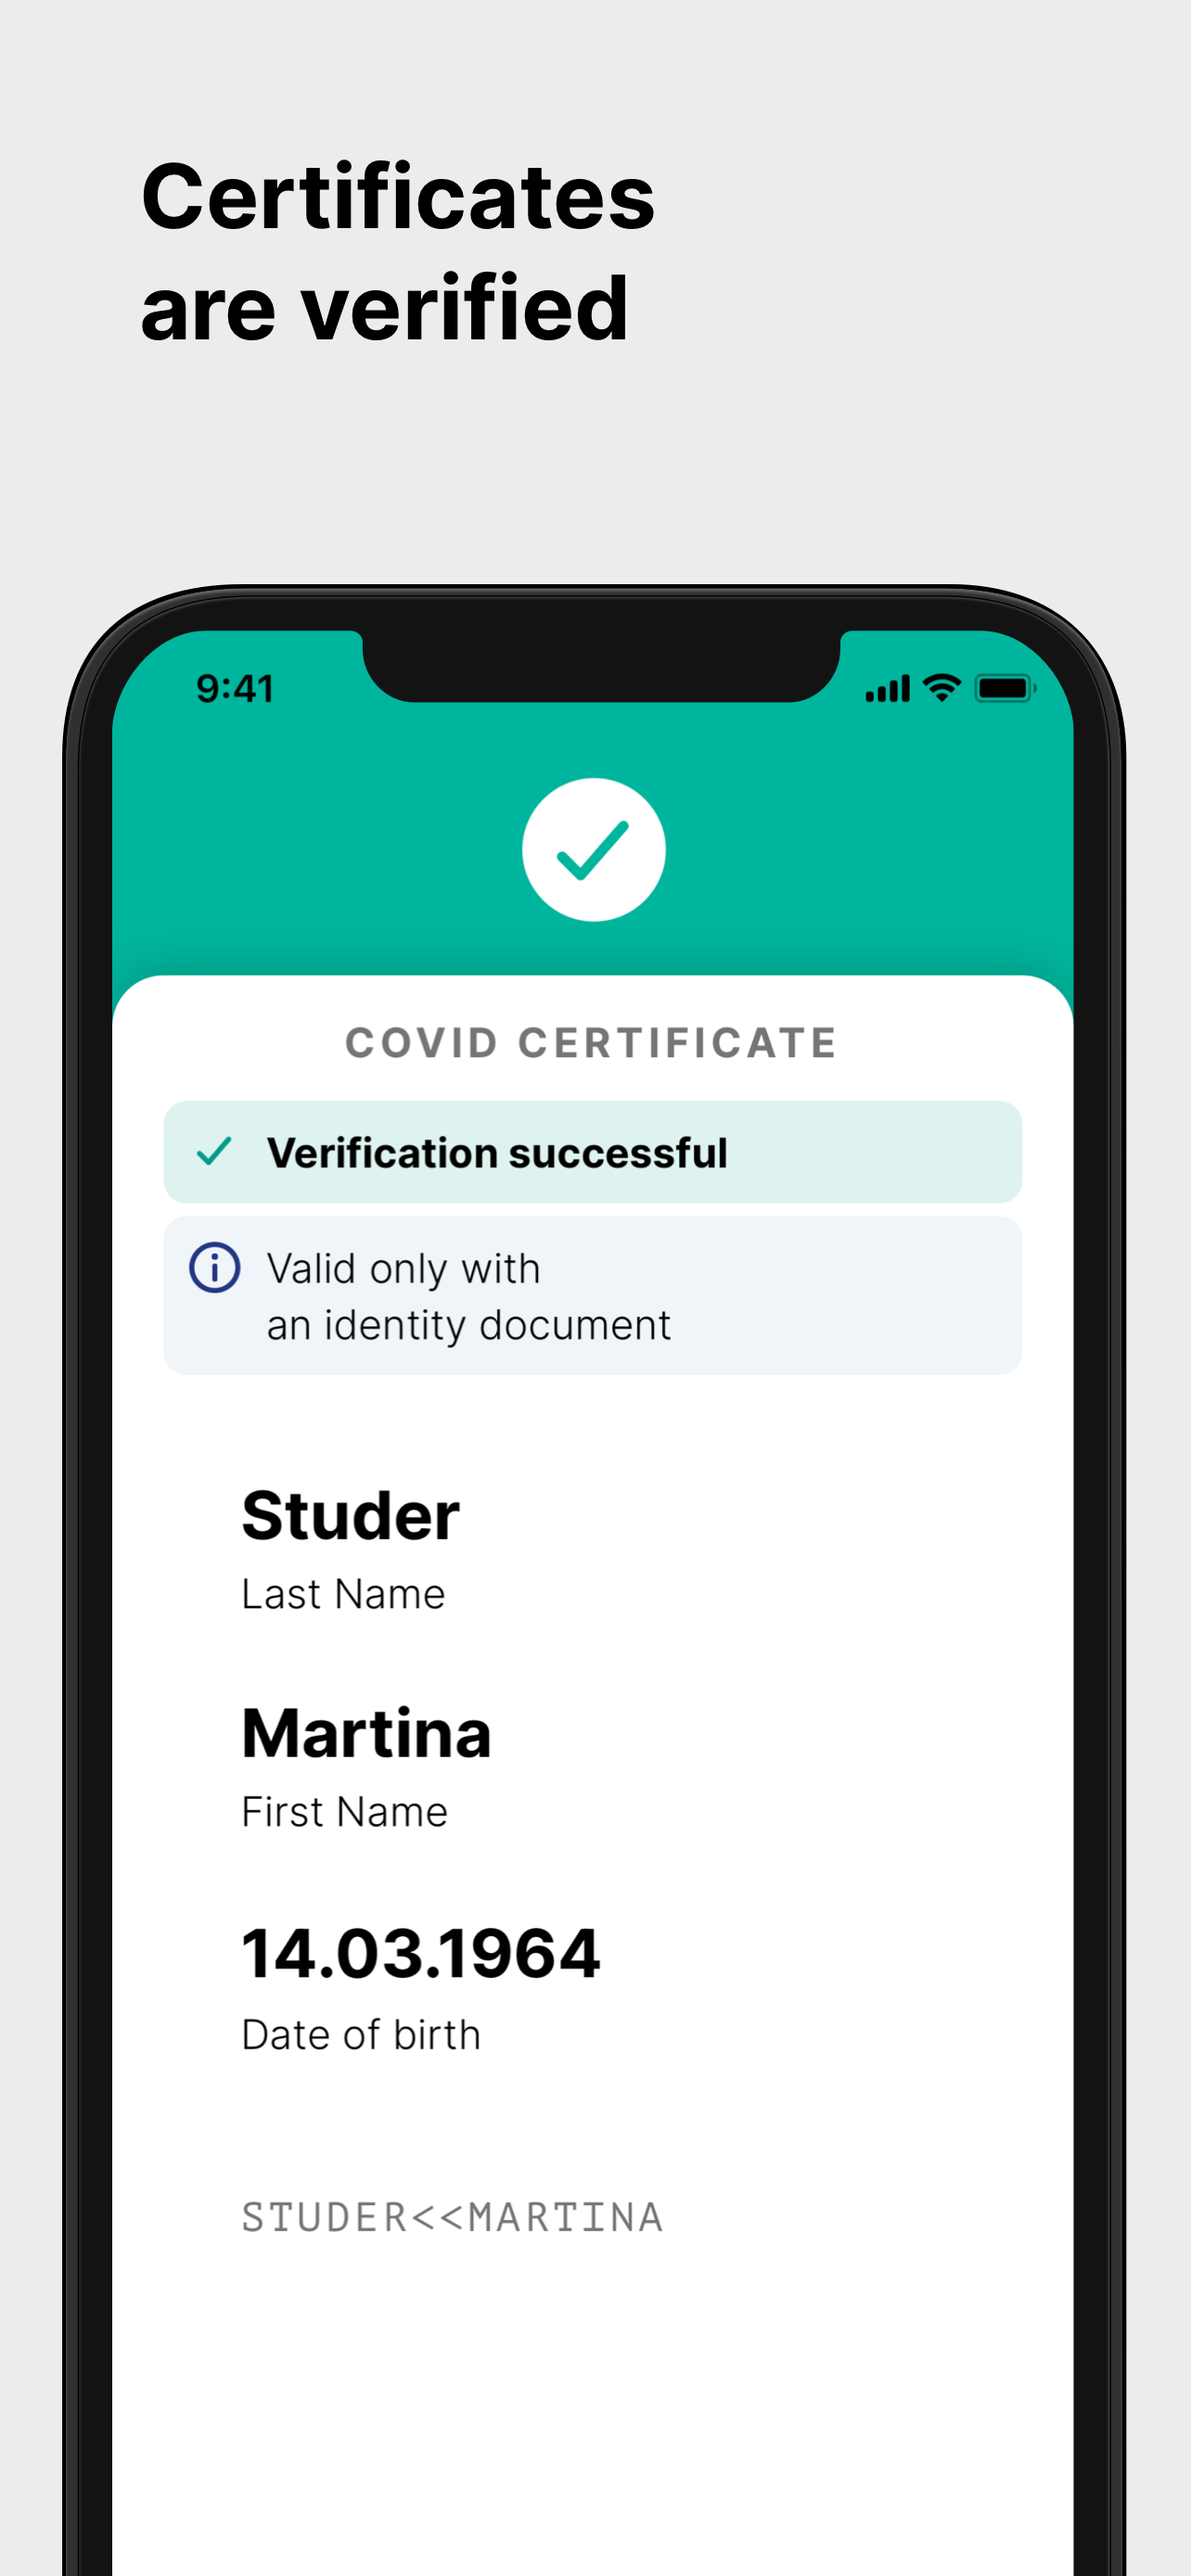 Certificates
are verified
9:41
COVID CERTIFICATE
Verification successful
Valid only with
an identity document
Studer
Last Name
Martina
First Name
14.03.1964
Date of birth
STUDER<<MARTINA